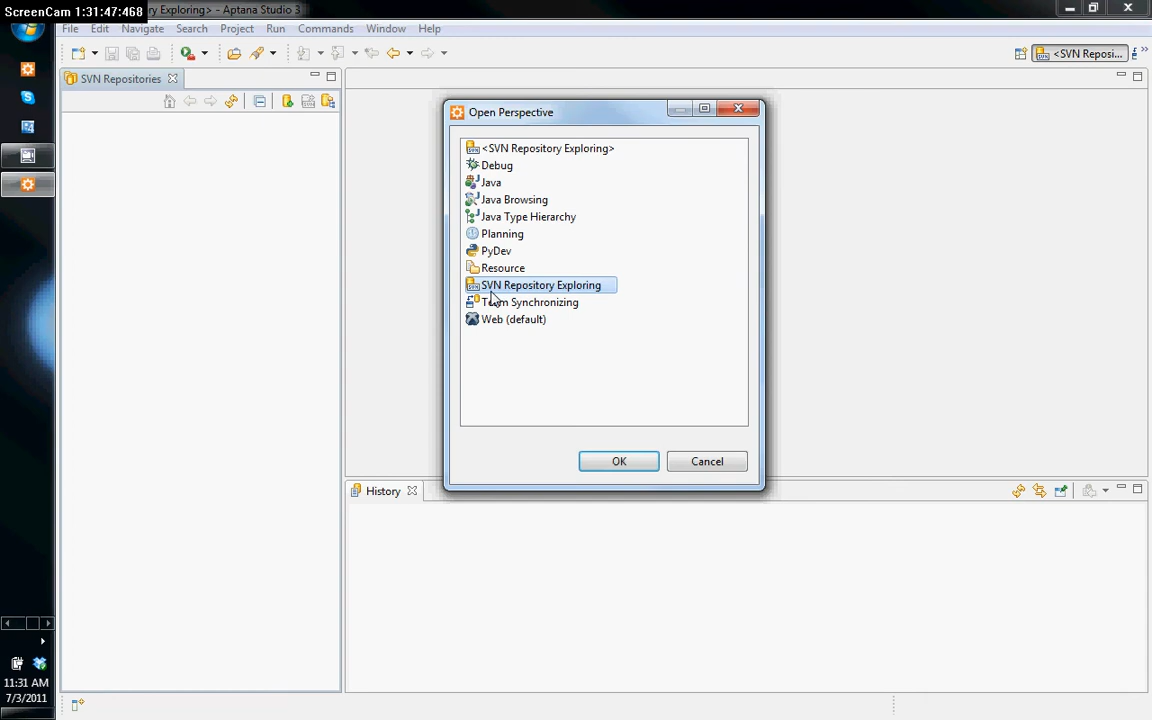 ScreenCam 1:31:47:468
ry Exploring> - Aptana Studio 3
File Edit Navigate Search Project Run Commands Window Help
<SVN Reposi...
SVN Repositories
Open Perspective
<SVN Repository Exploring>
Debug
Java
Java Browsing
Java Type Hierarchy
Planning
PyDev
Resource
SVN Repository Exploring
Team Synchronizing
Web (default)
OK Cancel
History
11:31 AM
7/3/2011